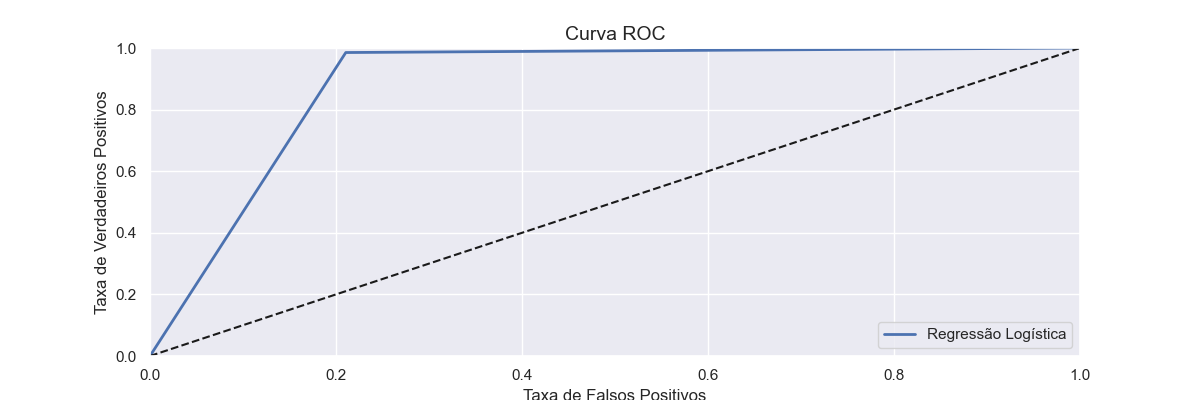 Curva ROC
1.0
0.8
0.6
0.4
0.2
0.0
Taxa de Verdadeiros Positivos
Regressão Logística
0.0 0.2 0.4 0.6 0.8 1.0
Taxa de Falsos Positivos